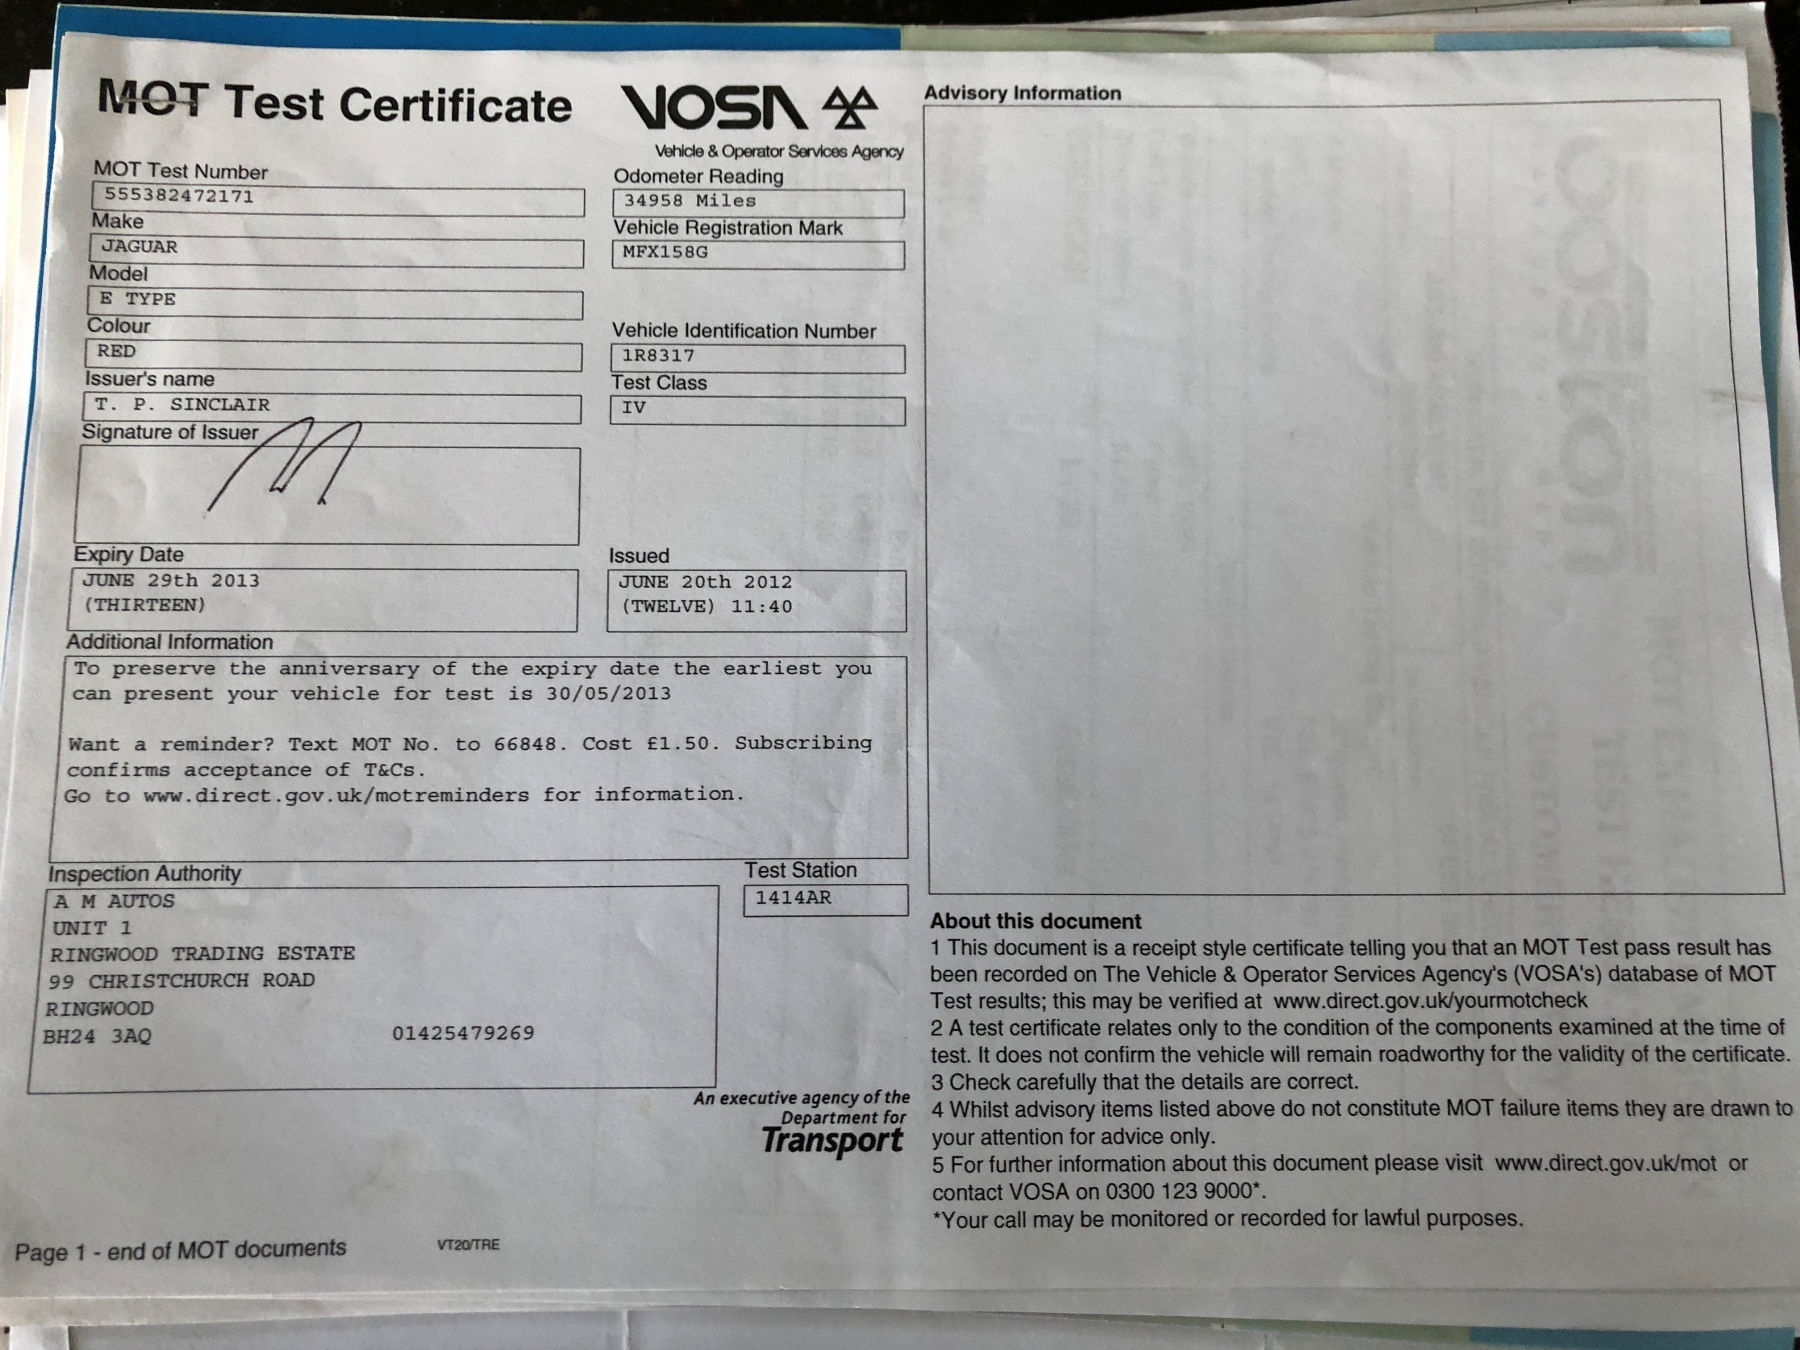 MOT Test Certificate
VOSA
Vehicle & Operator Services Agency
MOT Test Number
555382472171
Odometer Reading
34958 Miles
Make
JAGUAR
Vehicle Registration Mark
MFX158G
Model
E TYPE
Colour
RED
Vehicle Identification Number
1R8317
Issuer's name
T. P. SINCLAIR
Test Class
IV
Signature of Issuer
Expiry Date
JUNE 29th 2013
(THIRTEEN)
Issued
JUNE 20th 2012
(TWELVE) 11:40
Additional Information
To preserve the anniversary of the expiry date the earliest you
can present your vehicle for test is 30/05/2013
Want a reminder? Text MOT No. to 66848. Cost £1.50. Subscribing
confirms acceptance of T&Cs.
Go to www.direct.gov.uk/motreminders for information.
Inspection Authority
A M AUTOS
UNIT 1
RINGWOOD TRADING ESTATE
99 CHRISTCHURCH ROAD
RINGWOOD
BH24 3AQ 01425479269
Test Station
1414AR
An executive agency of the
Department for
Transport
Page 1 - end of MOT documents
VT20/TRE
Advisory Information
About this document
1 This document is a receipt style certificate telling you that an MOT Test pass result has
been recorded on The Vehicle & Operator Services Agency's (VOSA's) database of MOT
Test results; this may be verified at www.direct.gov.uk/yourmotcheck
2 A test certificate relates only to the condition of the components examined at the time of
test. It does not confirm the vehicle will remain roadworthy for the validity of the certificate.
3 Check carefully that the details are correct.
4 Whilst advisory items listed above do not constitute MOT failure items they are drawn to
your attention for advice only.
5 For further information about this document please visit www.direct.gov.uk/mot or
contact VOSA on 0300 123 9000*.
*Your call may be monitored or recorded for lawful purposes.